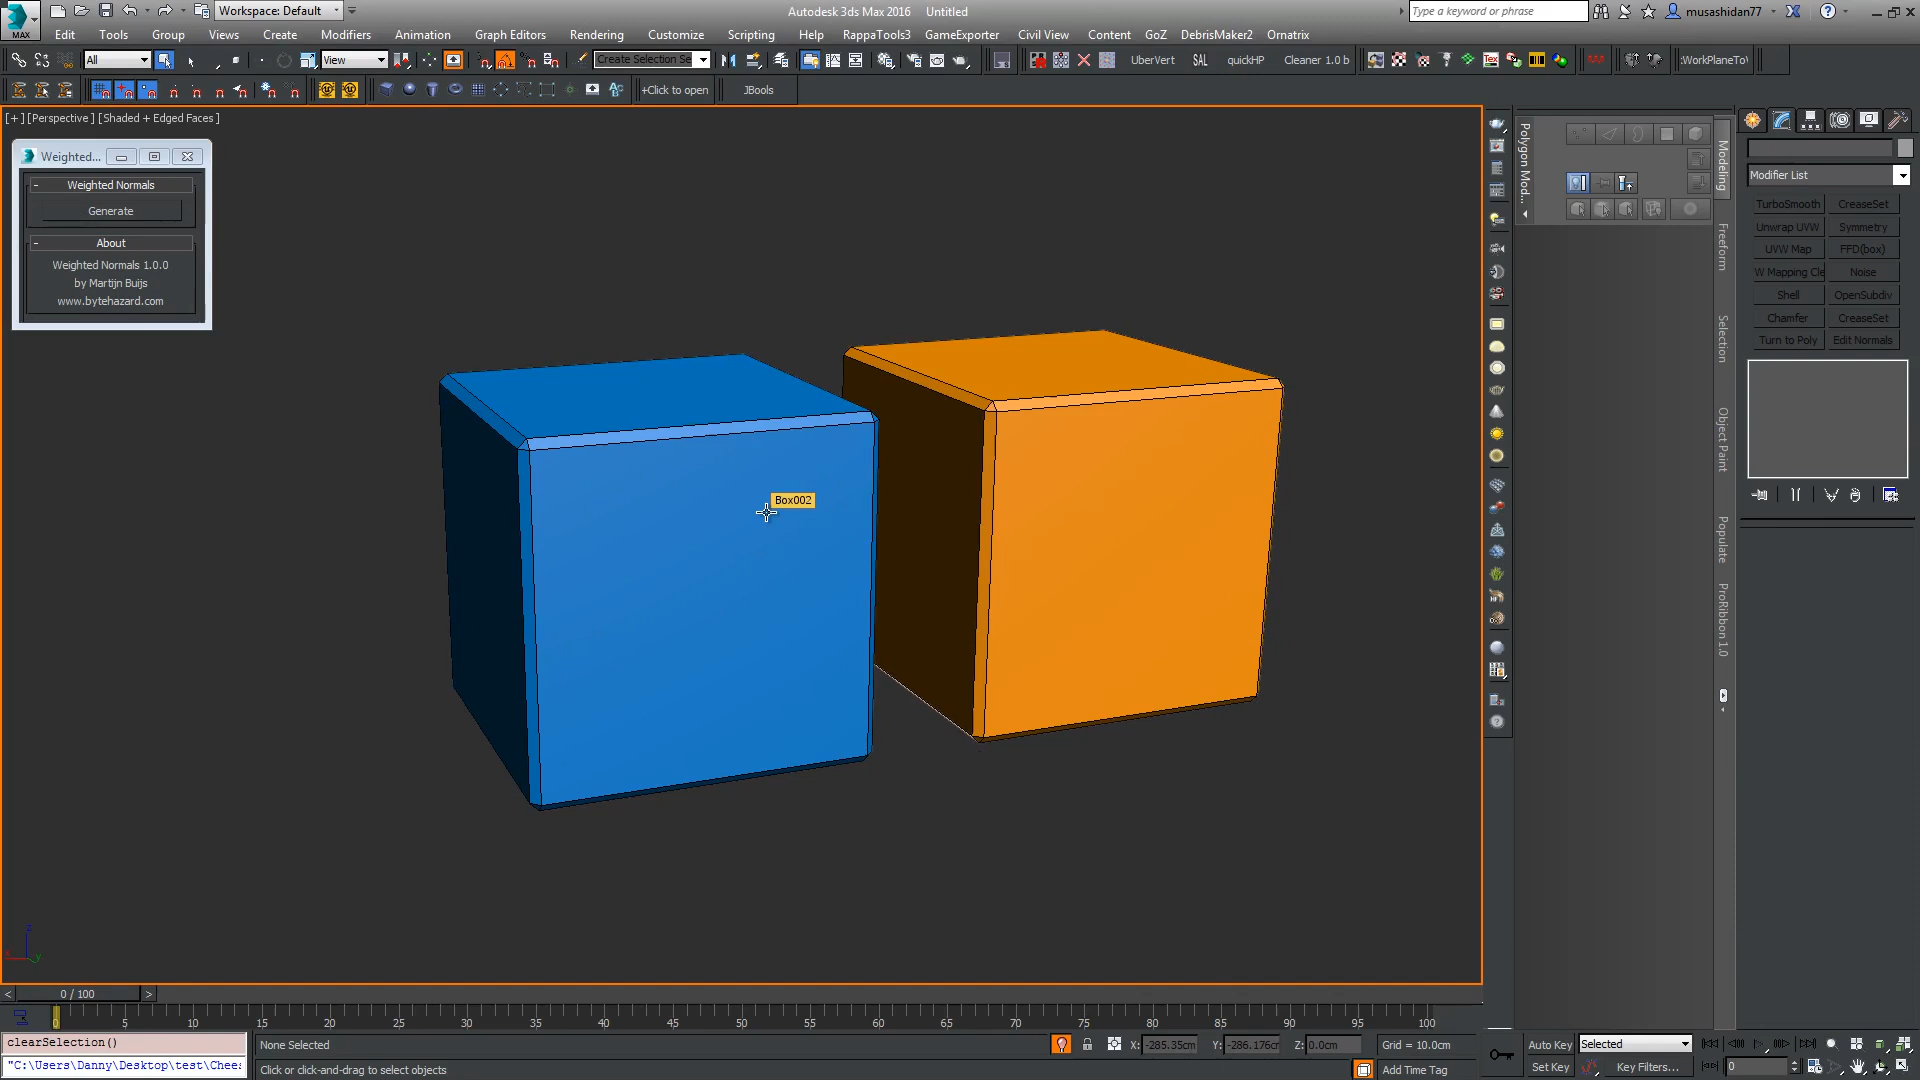 Workspace: Default
Autodesk 3ds Max 2016 Untitled
Type a keyword or phrase
musashidan77
MAX
Edit Tools Group Views Create Modifiers Animation Graph Editors Rendering Customize Scripting Help RappaTools3 GameExporter Civil View Content GoZ DebrisMaker2 Ornatrix
All
View
Create Selection Se
UberVert SAL quickHP Cleaner 1.0 b
Tex
:WorkPlaneTo
+Click to open JBools
[+] [Perspective ] [Shaded + Edged Faces ]
Weighted...
- Weighted Normals
Generate
- About
Weighted Normals 1.0.0
by Martijn Buijs
www.bytehazard.com
Box002
Polygon Mod...
Modeling
Freeform
Selection
Object Paint
Populate
ProRibbon 1.0
Modifier List
TurboSmooth CreaseSet
Unwrap UVW Symmetry
UVW Map FFD(box)
W Mapping Cle Noise
Shell OpenSubdiv
Chamfer CreaseSet
Turn to Poly Edit Normals
z
x y
< 0 / 100 >
0 5 10 15 20 25 30 35 40 45 50 55 60 65 70 75 80 85 90 95 100
clearSelection()
None Selected
X: -285.35cm Y: -286.176cr Z: 0.0cm Grid = 10.0cm
Auto Key Selected
"C:\Users\Danny\Desktop\test\Chee:
Click or click-and-drag to select objects
Add Time Tag
Set Key Key Filters... 0